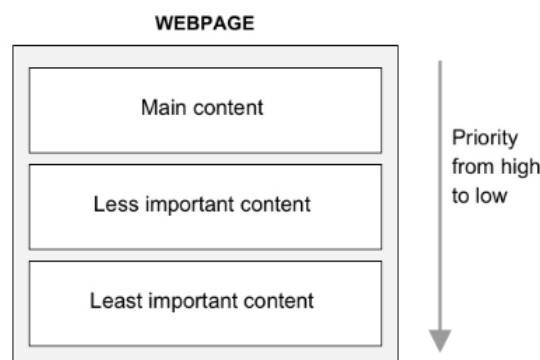 WEBPAGE
Main content
Less important content
Least important content
Priority
from high
to low